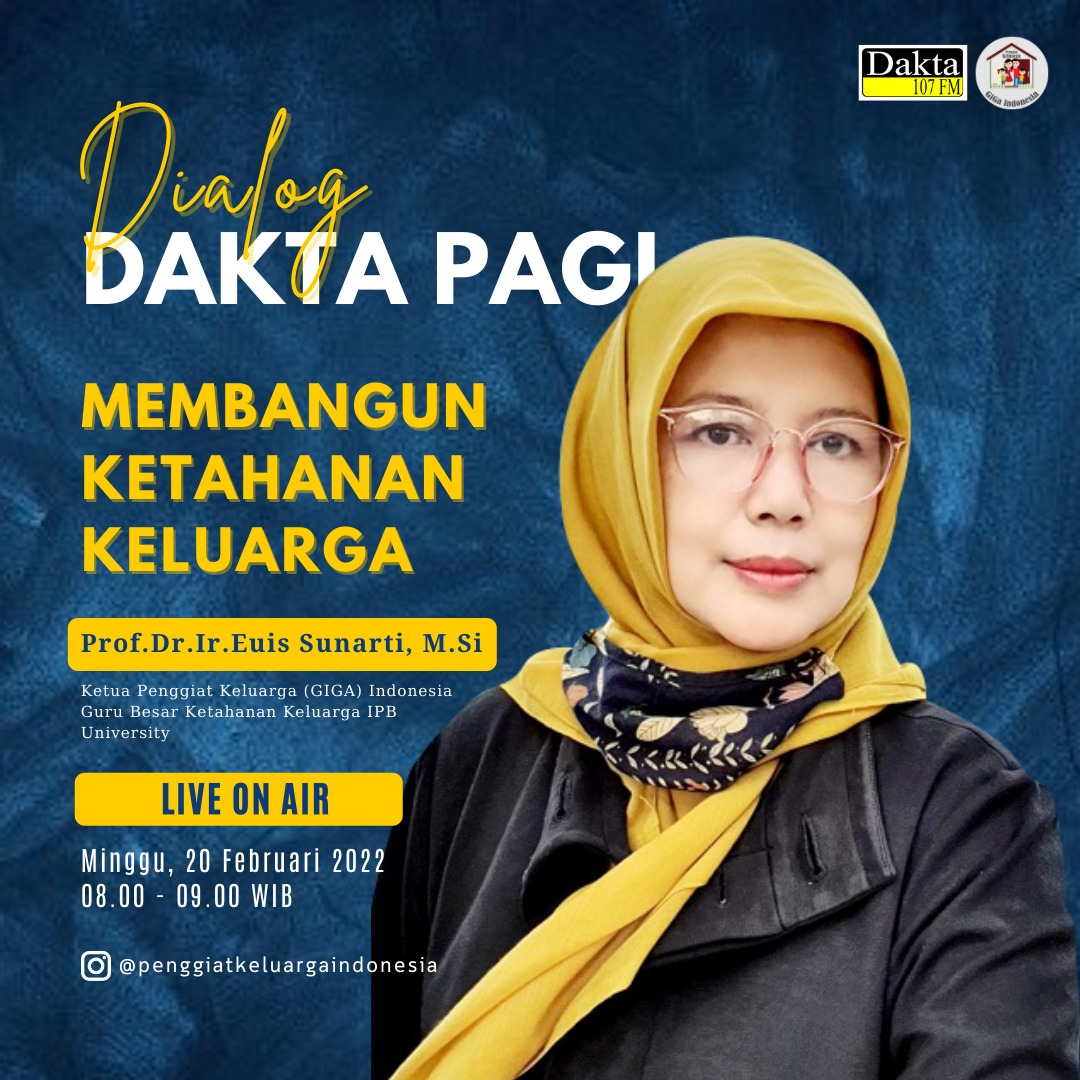 Dakta
107 FM
Penggiat
Keluarga
GiGa Indonesia
Dialog
DAKTA PAGI
MEMBANGUN
KETAHANAN
KELUARGA
Prof.Dr.Ir.Euis Sunarti, M.Si
Ketua Penggiat Keluarga (GIGA) Indonesia
Guru Besar Ketahanan Keluarga IPB
University
LIVE ON AIR
Minggu, 20 Februari 2022
08.00 - 09.00 WIB
@penggiatkeluargaindonesia